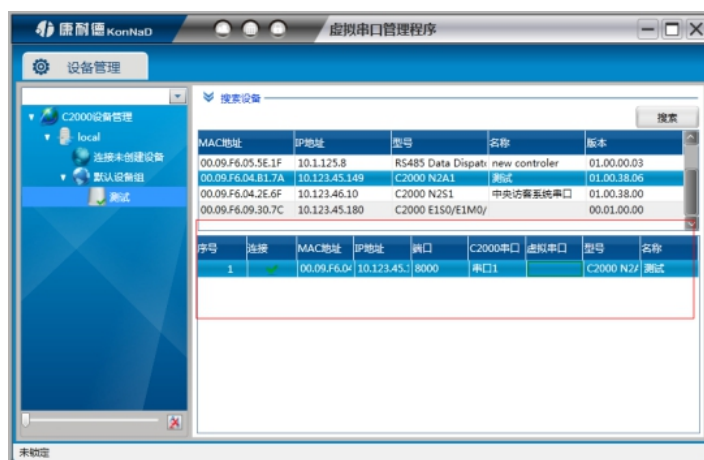 康耐德 KonNaD
虚拟串口管理程序
设备管理
搜索设备
搜索
C2000设备管理
local
连接未创建设备
默认设备组
测试
MAC地址 IP地址 型号 名称 版本
00.09.F6.05.5E.1F 10.1.125.8 RS485 Data Dispatc new controler 01.00.00.03
00.09.F6.04.B1.7A 10.123.45.149 C2000 N2A1 测试 01.00.38.06
00.09.F6.04.2E.6F 10.123.46.10 C2000 N2S1 中央访客系统串口 01.00.38.00
00.09.F6.09.30.7C 10.123.45.180 C2000 E1S0/E1M0/ 00.01.00.00
序号 连接 MAC地址 IP地址 端口 C2000串口 虚拟串口 型号 名称
1 00.09.F6.04 10.123.45.: 8000 串口1 C2000 N2/ 测试
未锁定